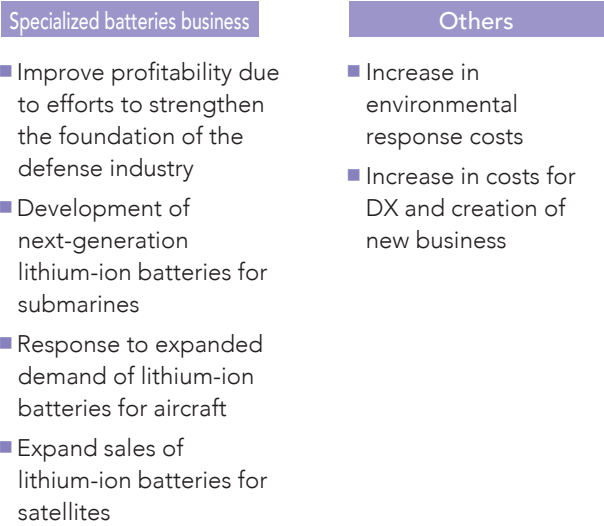 Specialized batteries business
■ Improve profitability due
to efforts to strengthen
the foundation of the
defense industry
■ Development of
next-generation
lithium-ion batteries for
submarines
■ Response to expanded
demand of lithium-ion
batteries for aircraft
■ Expand sales of
lithium-ion batteries for
satellites
Others
■ Increase in
environmental
response costs
■ Increase in costs for
DX and creation of
new business